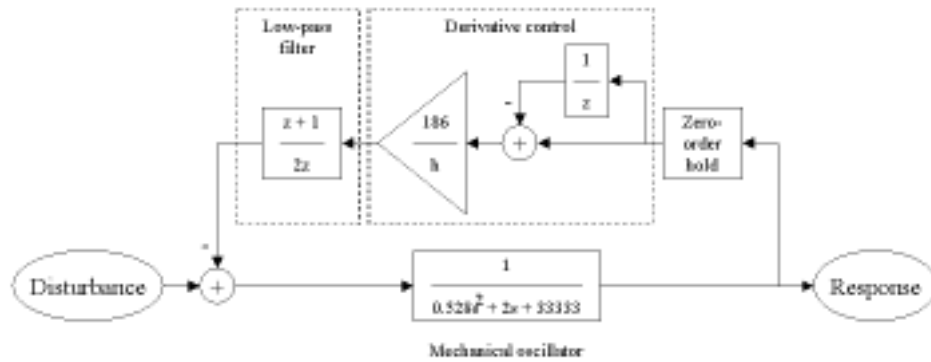 Low-pass
filter
Derivative control
1
z
-
186
h
+
z + 1
2z
Zero-
order
hold
-
Disturbance
+
1
0.528s² + 2s + 33333
Response
Mechanical oscillator